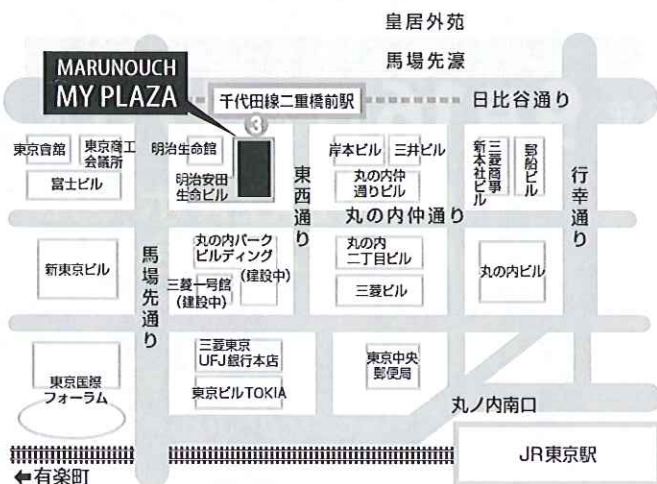 皇居外苑
馬場先濠
MARUNOUCH
MY PLAZA
千代田線二重橋前駅
日比谷通り
3
東京會館
東京商工
会議所
富士ビル
明治生命館
明治安田
生命ビル
東西通り
岸本ビル
三井ビル
丸の内仲
通りビル
三菱商事
新本社ビル
郵船ビル
行幸通り
丸の内仲通り
馬場先通り
新東京ビル
丸の内パーク
ビルディング
(建設中)
三菱一号館
(建設中)
丸の内
二丁目ビル
三菱ビル
丸の内ビル
東京国際
フォーラム
三菱東京
UFJ銀行本店
東京ビルTOKIA
東京中央
郵便局
丸ノ内南口
JR東京駅
←有楽町